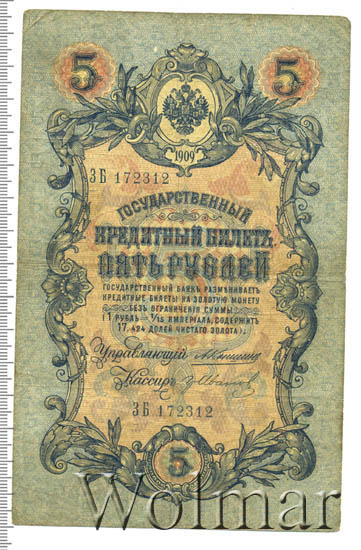 5 5
1909
ЗБ 172312
ГОСУДАРСТВЕННЫЙ
КРЕДИТНЫЙ БИЛЕТЪ
ПЯТЬ РУБЛЕЙ
ГОСУДАРСТВЕННЫЙ БАНКЪ РАЗМѢНИВАЕТЪ
КРЕДИТНЫЕ БИЛЕТЫ НА ЗОЛОТУЮ МОНЕТУ
БЕЗЪ ОГРАНИЧЕНІЯ СУММЫ
(1 РУБЛЬ = 1/15 ИМПЕРІАЛА, СОДЕРЖИТЪ
17,424 ДОЛЕЙ ЧИСТАГО ЗОЛОТА).
Управляющій
Кассиръ
ЗБ 172312
5
Wolmar